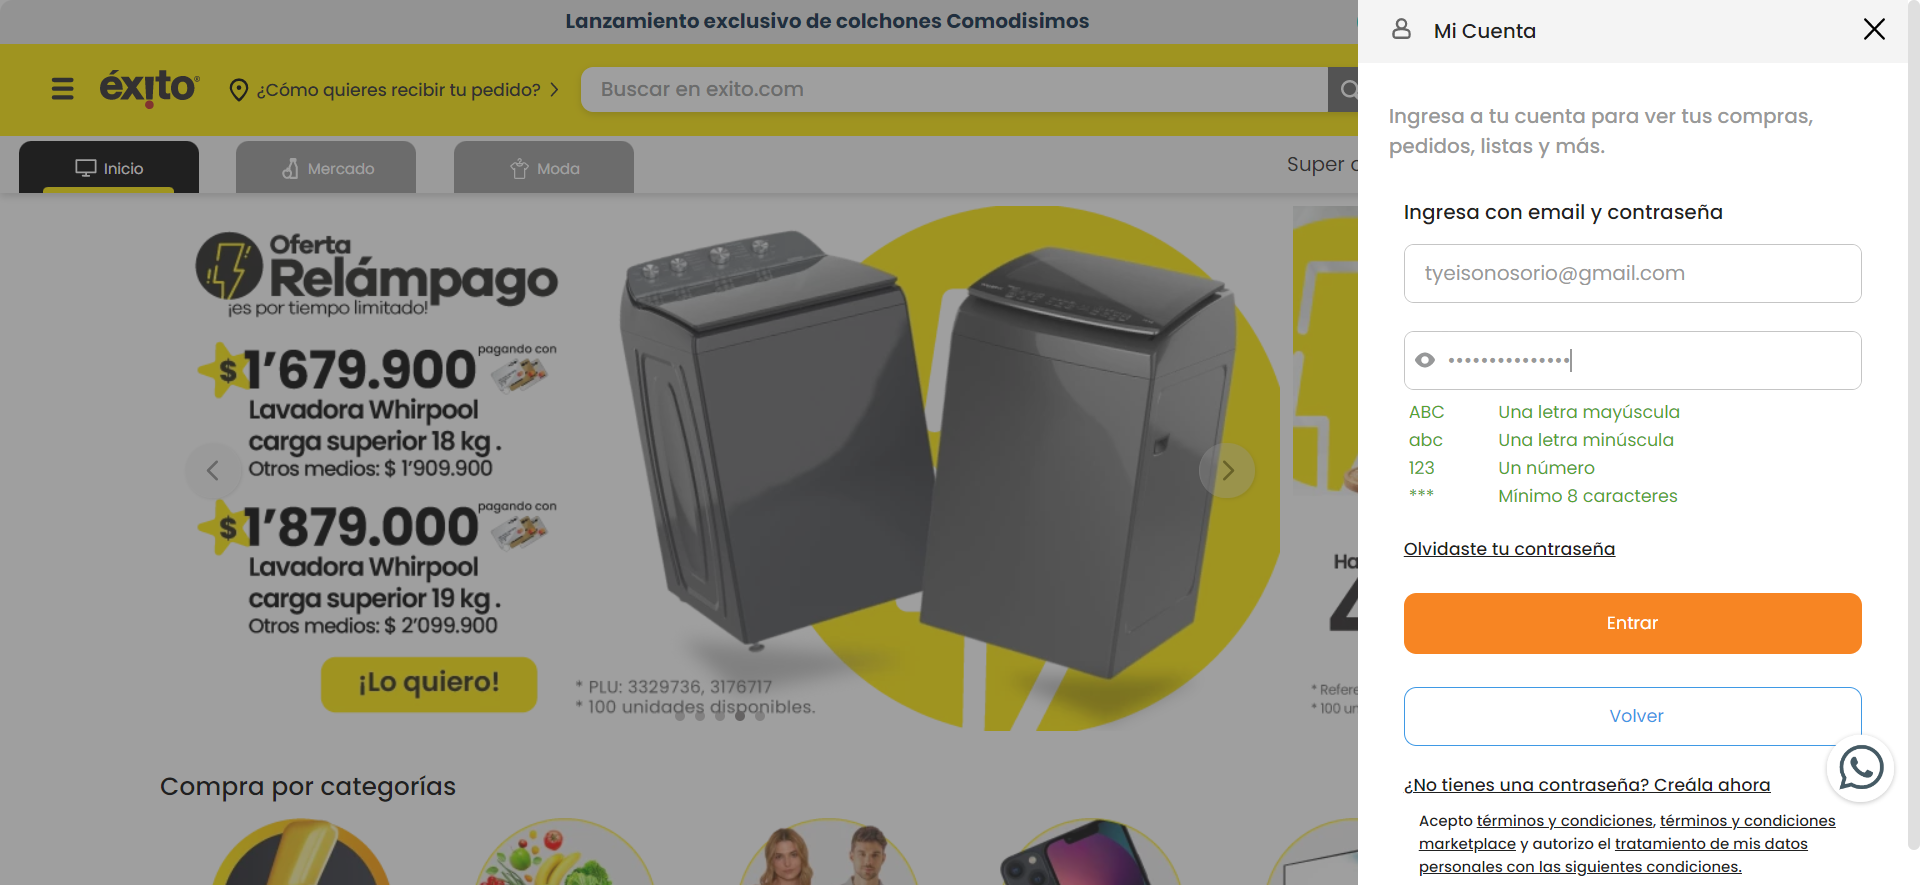 Lanzamiento exclusivo de colchones Comodisimos
éxito
¿Cómo quieres recibir tu pedido?
Buscar en exito.com
Inicio
Mercado
Moda
Super
Oferta
Relámpago
¡es por tiempo limitado!
$ 1'679.900
pagando con
Lavadora Whirpool
carga superior 18 kg.
Otros medios: $ 1'909.900
$ 1'879.000
pagando con
Lavadora Whirpool
carga superior 19 kg.
Otros medios: $ 2'099.900
¡Lo quiero!
* PLU: 3329736, 3176717
* 100 unidades disponibles.
Ha
4
* Refere
* 100 un
Compra por categorías
Mi Cuenta
Ingresa a tu cuenta para ver tus compras,
pedidos, listas y más.
Ingresa con email y contraseña
tyeisonosorio@gmail.com
•••••••••••••••
ABC Una letra mayúscula
abc Una letra minúscula
123 Un número
*** Mínimo 8 caracteres
Olvidaste tu contraseña
Entrar
Volver
¿No tienes una contraseña? Creála ahora
Acepto términos y condiciones, términos y condiciones
marketplace y autorizo el tratamiento de mis datos
personales con las siguientes condiciones.